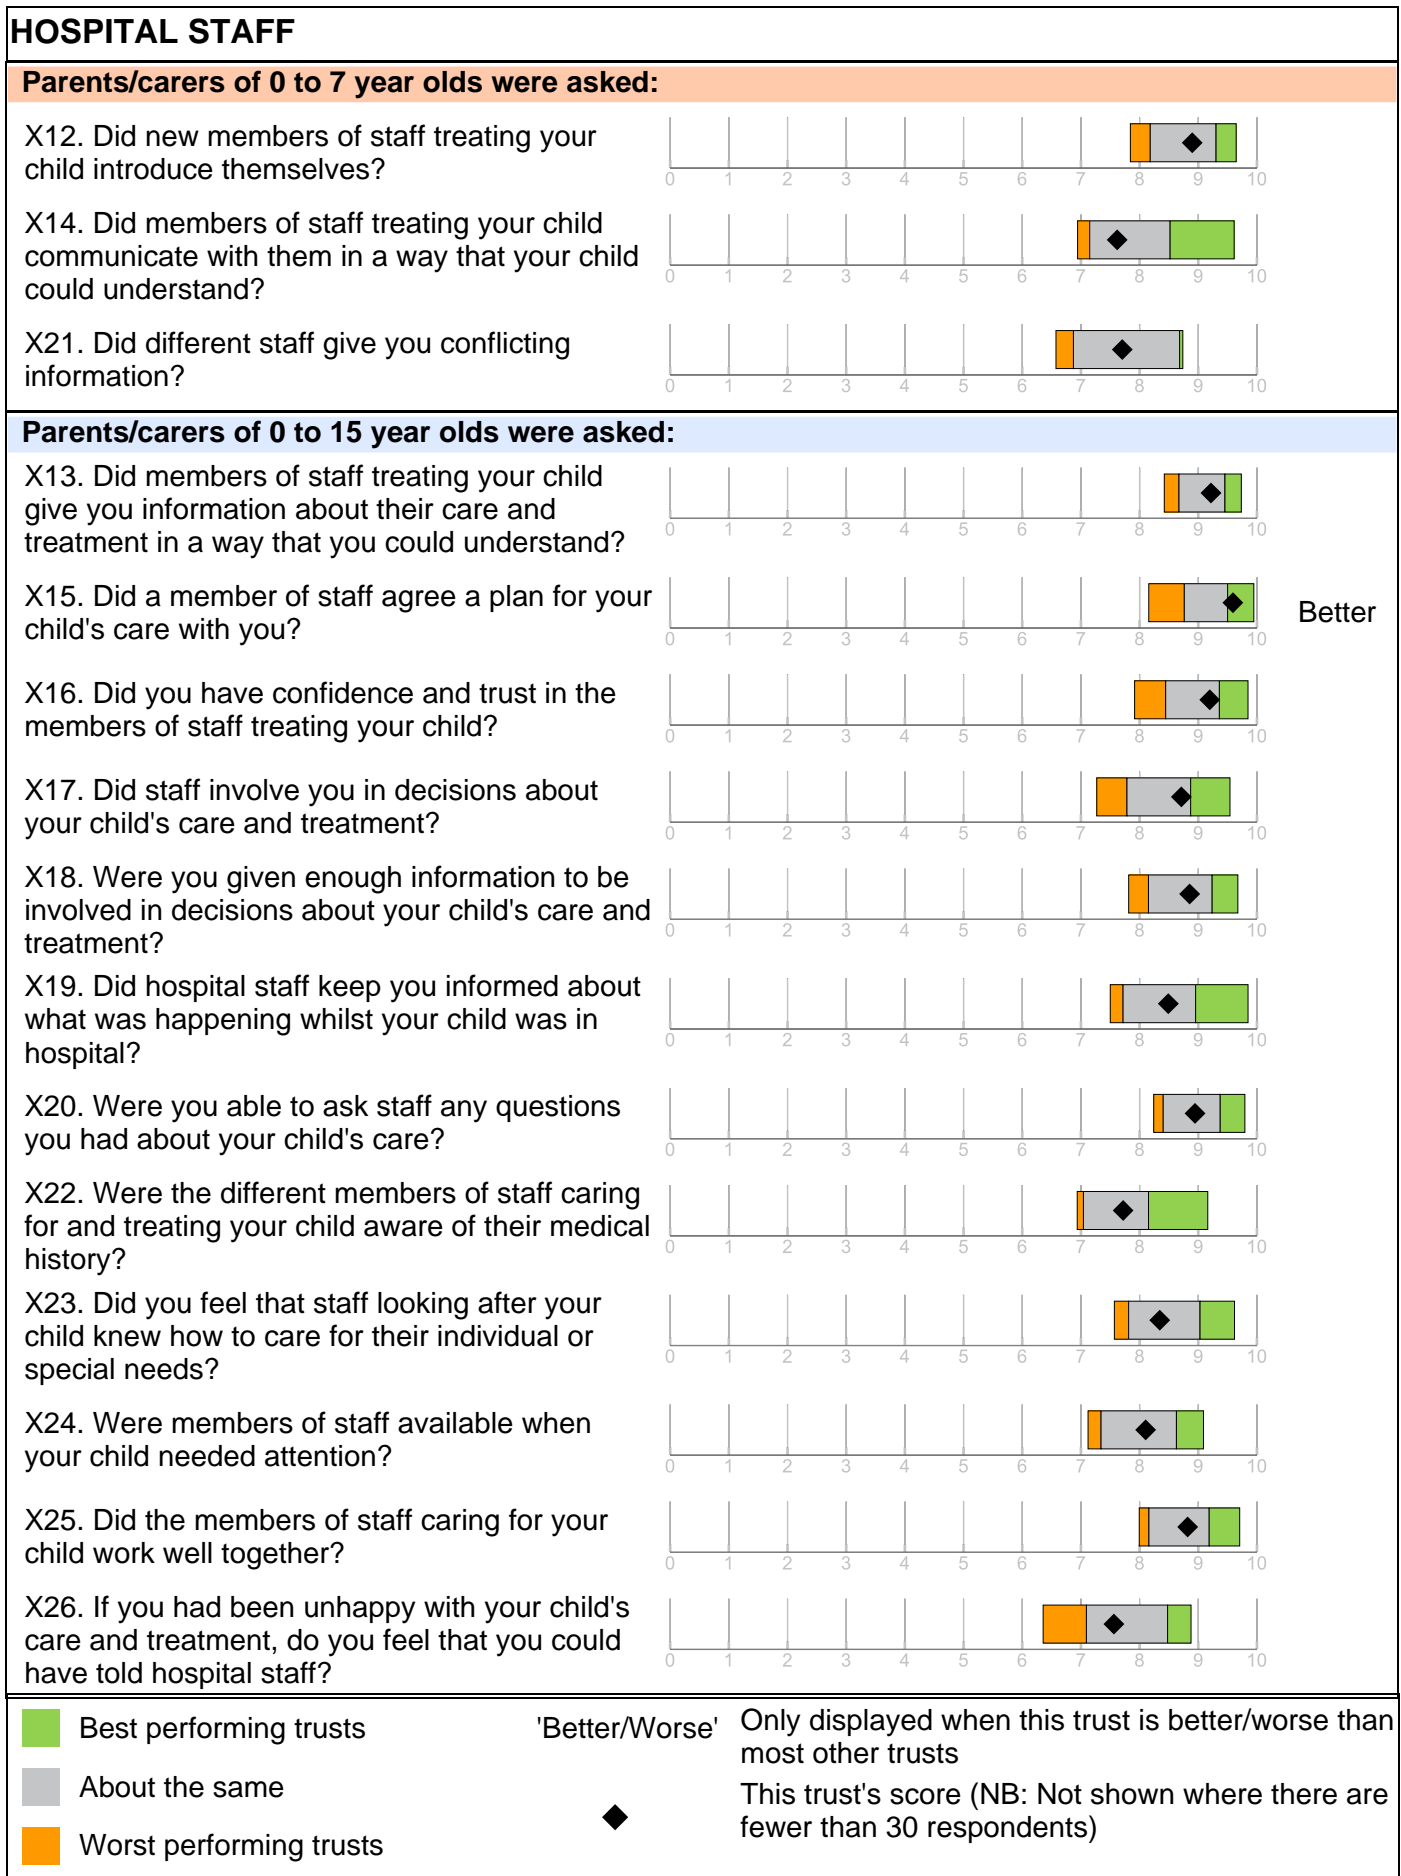 HOSPITAL STAFF
Parents/carers of 0 to 7 year olds were asked:
X12. Did new members of staff treating your
child introduce themselves?
0 1 2 3 4 5 6 7 8 9 10
X14. Did members of staff treating your child
communicate with them in a way that your child
could understand?
0 1 2 3 4 5 6 7 8 9 10
X21. Did different staff give you conflicting
information?
0 1 2 3 4 5 6 7 8 9 10
Parents/carers of 0 to 15 year olds were asked:
X13. Did members of staff treating your child
give you information about their care and
treatment in a way that you could understand?
0 1 2 3 4 5 6 7 8 9 10
X15. Did a member of staff agree a plan for your
child's care with you?
Better
0 1 2 3 4 5 6 7 8 9 10
X16. Did you have confidence and trust in the
members of staff treating your child?
0 1 2 3 4 5 6 7 8 9 10
X17. Did staff involve you in decisions about
your child's care and treatment?
0 1 2 3 4 5 6 7 8 9 10
X18. Were you given enough information to be
involved in decisions about your child's care and
treatment?
0 1 2 3 4 5 6 7 8 9 10
X19. Did hospital staff keep you informed about
what was happening whilst your child was in
hospital?
0 1 2 3 4 5 6 7 8 9 10
X20. Were you able to ask staff any questions
you had about your child's care?
0 1 2 3 4 5 6 7 8 9 10
X22. Were the different members of staff caring
for and treating your child aware of their medical
history?
0 1 2 3 4 5 6 7 8 9 10
X23. Did you feel that staff looking after your
child knew how to care for their individual or
special needs?
0 1 2 3 4 5 6 7 8 9 10
X24. Were members of staff available when
your child needed attention?
0 1 2 3 4 5 6 7 8 9 10
X25. Did the members of staff caring for your
child work well together?
0 1 2 3 4 5 6 7 8 9 10
X26. If you had been unhappy with your child's
care and treatment, do you feel that you could
have told hospital staff?
0 1 2 3 4 5 6 7 8 9 10
Best performing trusts
About the same
Worst performing trusts
'Better/Worse'
Only displayed when this trust is better/worse than
most other trusts
This trust's score (NB: Not shown where there are
fewer than 30 respondents)